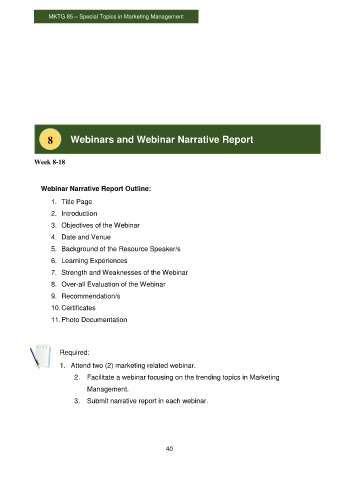 MKTG 85 – Special Topics in Marketing Management
8
Webinars and Webinar Narrative Report
Week 8-18
Webinar Narrative Report Outline:
1. Title Page
2. Introduction
3. Objectives of the Webinar
4. Date and Venue
5. Background of the Resource Speaker/s
6. Learning Experiences
7. Strength and Weaknesses of the Webinar
8. Over-all Evaluation of the Webinar
9. Recommendation/s
10. Certificates
11. Photo Documentation
Required:
1. Attend two (2) marketing related webinar.
2. Facilitate a webinar focusing on the trending topics in Marketing
Management.
3. Submit narrative report in each webinar.
40